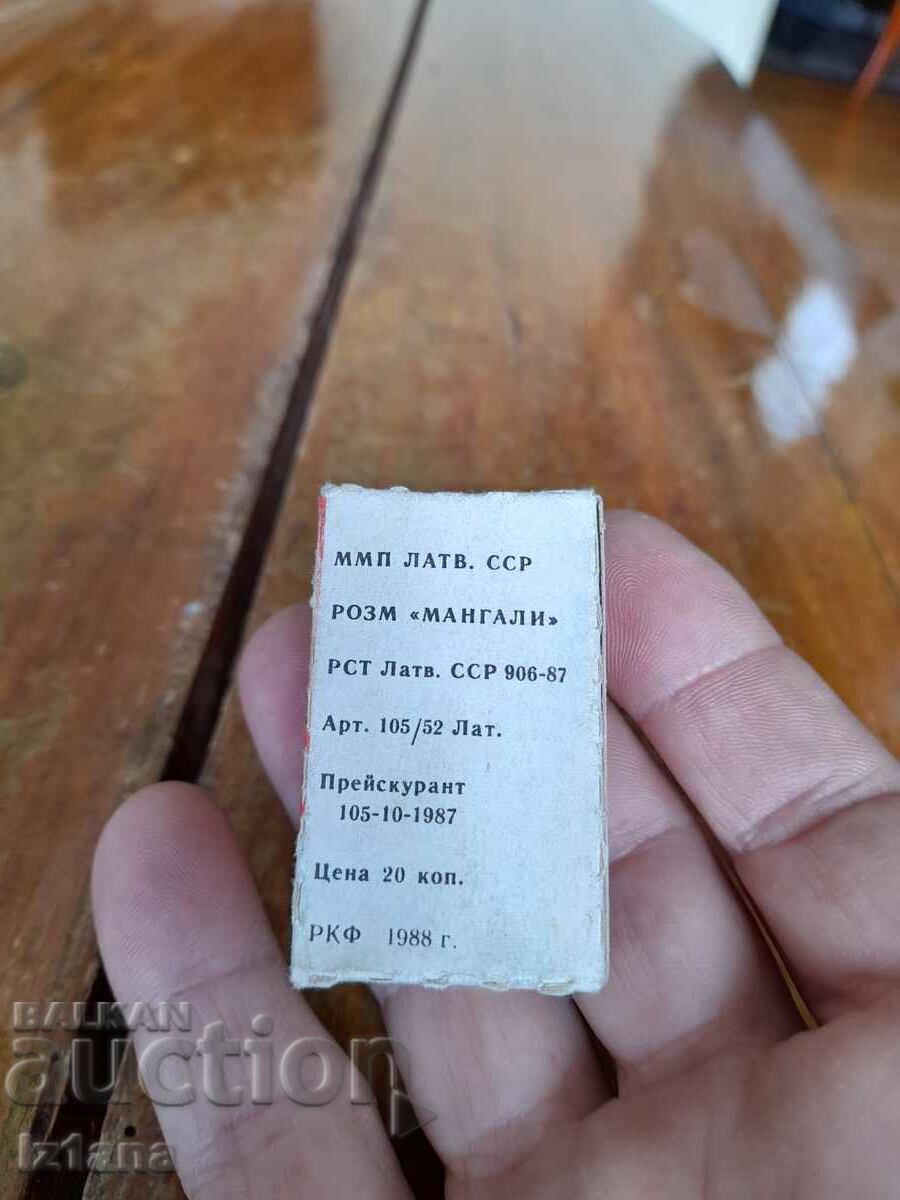 ММП ЛАТВ. ССР
РОЗМ «МАНГАЛИ»
РСТ Латв. ССР 906-87
Арт. 105/52 Лат.
Прейскурант
105-10-1987
Цена 20 коп.
РКФ 1988 г.
BALKAN
auction
iz1ana